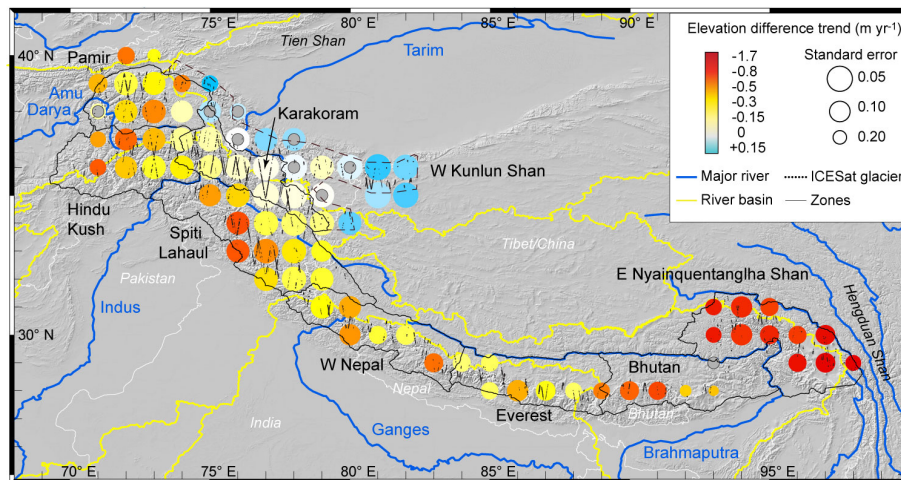 75° E
80° E
85° E
90° E
40° N
Pamir
Tien Shan
Tarim
Amu
Darya
Karakoram
W Kunlun Shan
Hindu
Kush
Spiti
Lahaul
Tibet/China
Pakistan
Indus
E Nyainquentanglha Shan
Hengduan Shan
30° N
W Nepal
Nepal
Bhutan
Everest
Bhutan
India
Ganges
Brahmaputra
70° E
75° E
80° E
85° E
95° E
Elevation difference trend (m yr⁻¹)
-1.7
-0.8
-0.5
-0.3
-0.15
0
+0.15
Standard error
0.05
0.10
0.20
Major river
ICESat glacier
River basin
Zones